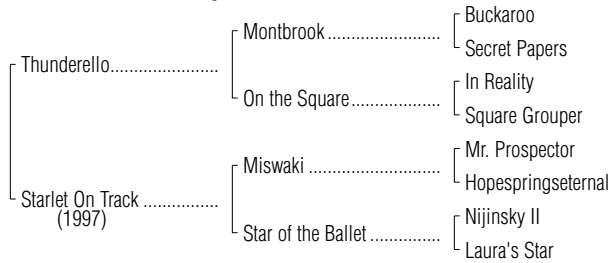 Buckaroo
Montbrook
Secret Papers
Thunderello
In Reality
On the Square
Square Grouper
Mr. Prospector
Miswaki
Hopespringseternal
Starlet On Track
(1997)
Nijinsky II
Star of the Ballet
Laura's Star